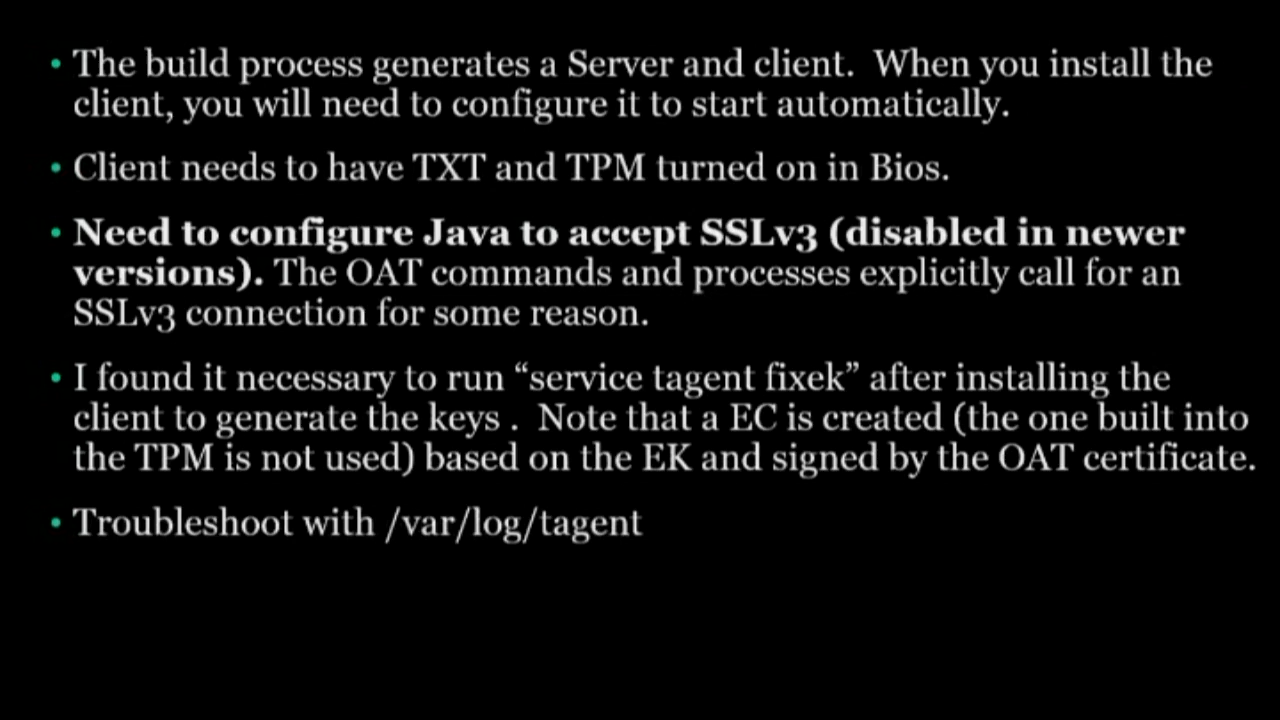 • The build process generates a Server and client.  When you install the
client, you will need to configure it to start automatically.
• Client needs to have TXT and TPM turned on in Bios.
• Need to configure Java to accept SSLv3 (disabled in newer
versions). The OAT commands and processes explicitly call for an
SSLv3 connection for some reason.
• I found it necessary to run “service tagent fixek” after installing the
client to generate the keys .  Note that a EC is created (the one built into
the TPM is not used) based on the EK and signed by the OAT certificate.
• Troubleshoot with /var/log/tagent